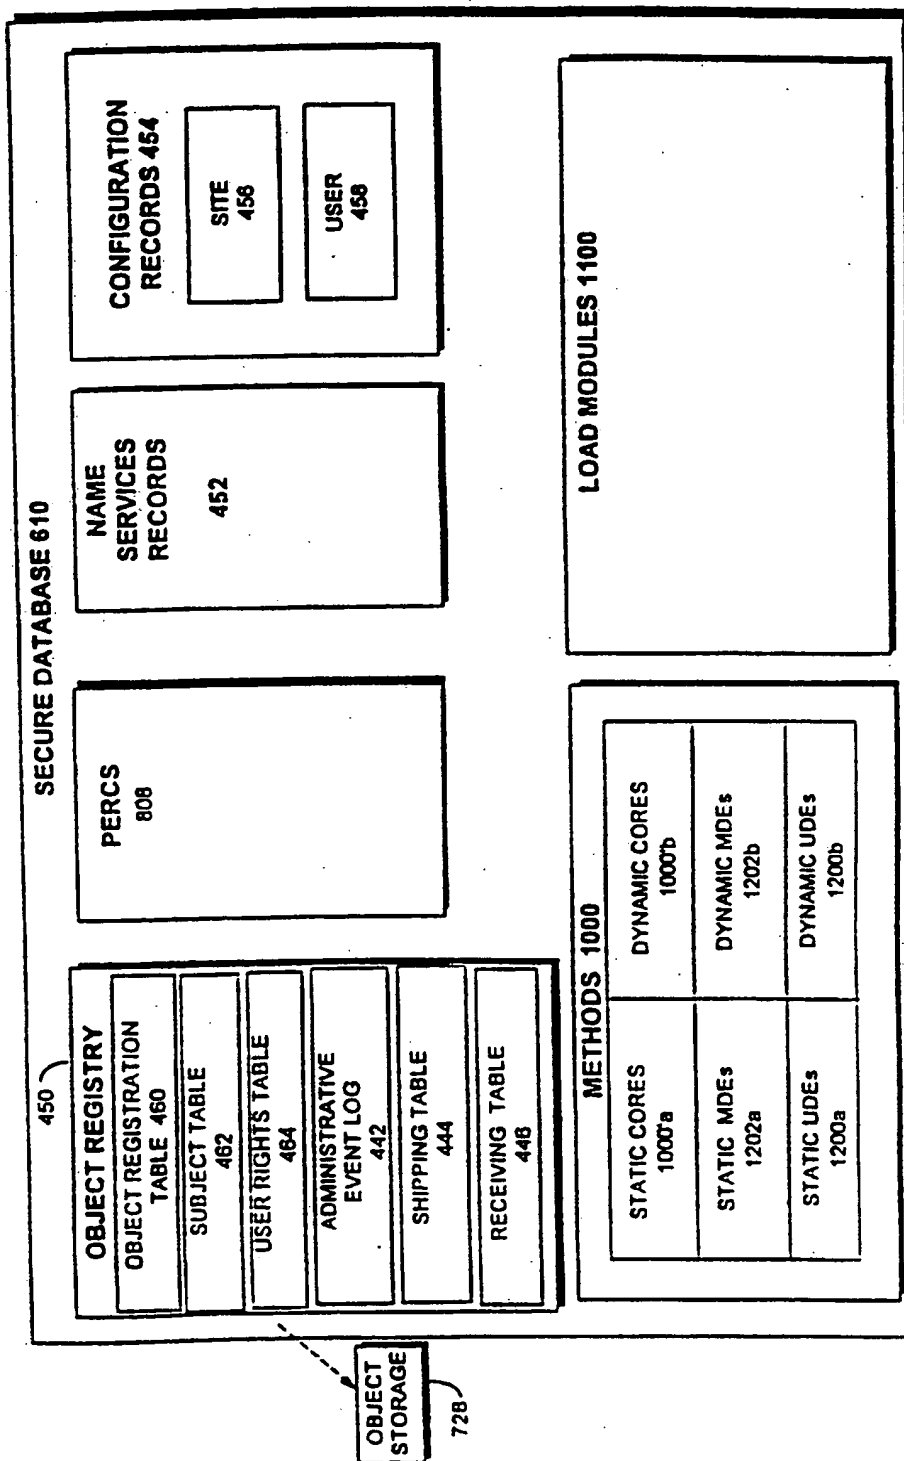 SECURE DATABASE 610
450
OBJECT REGISTRY
OBJECT REGISTRATION
TABLE 460
SUBJECT TABLE
462
USER RIGHTS TABLE
464
ADMINISTRATIVE
EVENT LOG
442
SHIPPING TABLE
444
RECEIVING TABLE
446
PERCS
808
NAME
SERVICES
RECORDS
452
CONFIGURATION
RECORDS 454
SITE
456
USER
458
OBJECT
STORAGE
728
METHODS 1000
STATIC CORES
1000'a
DYNAMIC CORES
1000'b
STATIC MDEs
1202a
DYNAMIC MDEs
1202b
STATIC UDEs
1200a
DYNAMIC UDEs
1200b
LOAD MODULES 1100